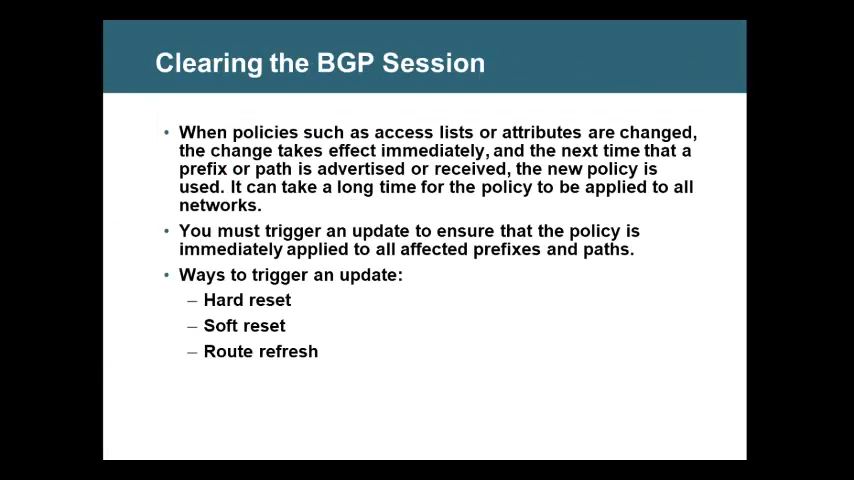 Clearing the BGP Session
• When policies such as access lists or attributes are changed,
the change takes effect immediately, and the next time that a
prefix or path is advertised or received, the new policy is
used. It can take a long time for the policy to be applied to all
networks.
• You must trigger an update to ensure that the policy is
immediately applied to all affected prefixes and paths.
• Ways to trigger an update:
– Hard reset
– Soft reset
– Route refresh